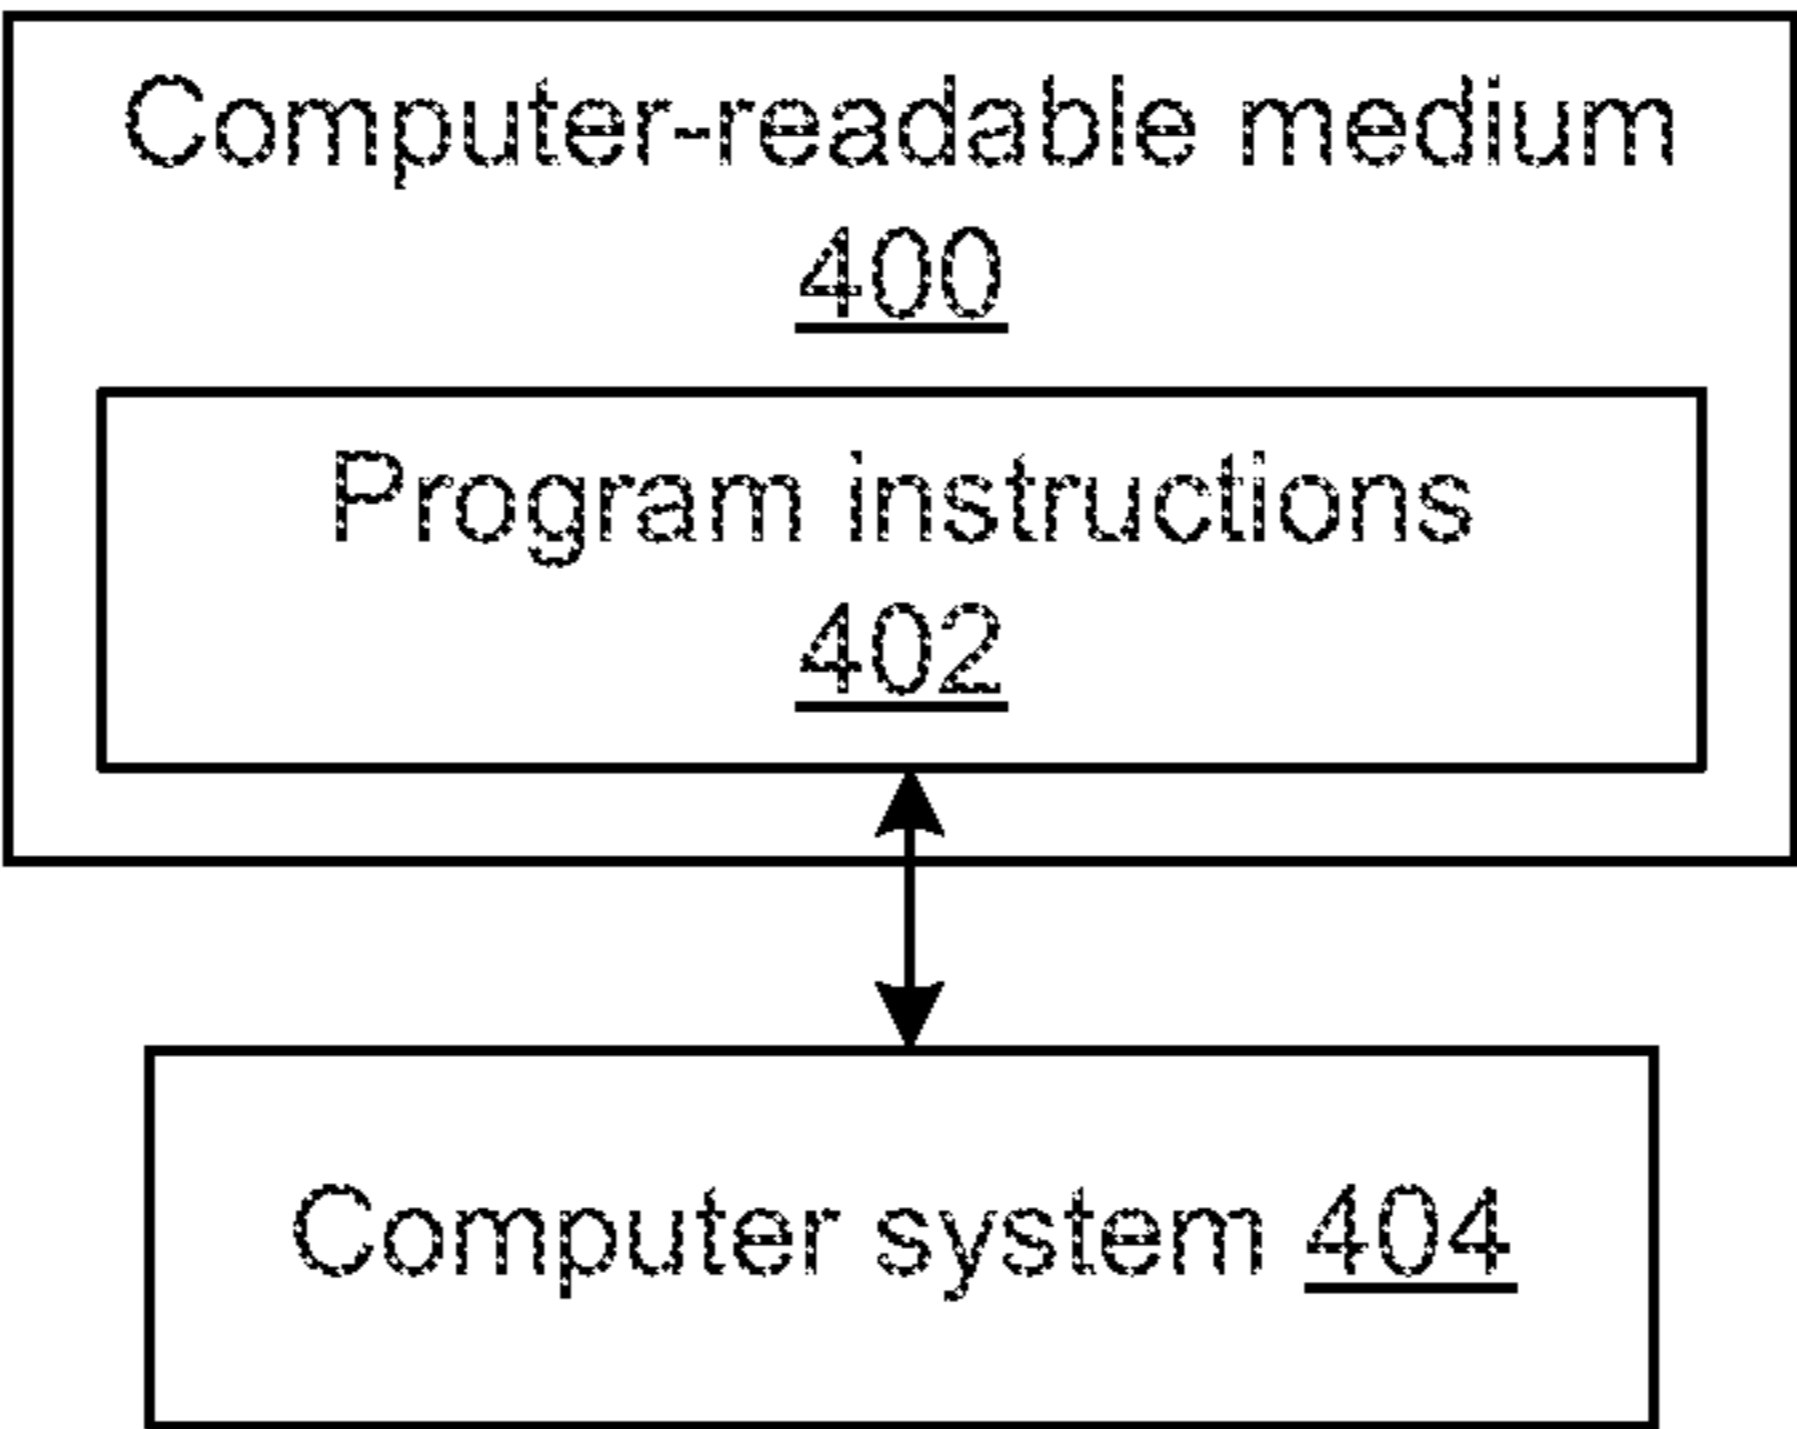 Computer-readable medium
400
Program instructions
402
Computer system 404